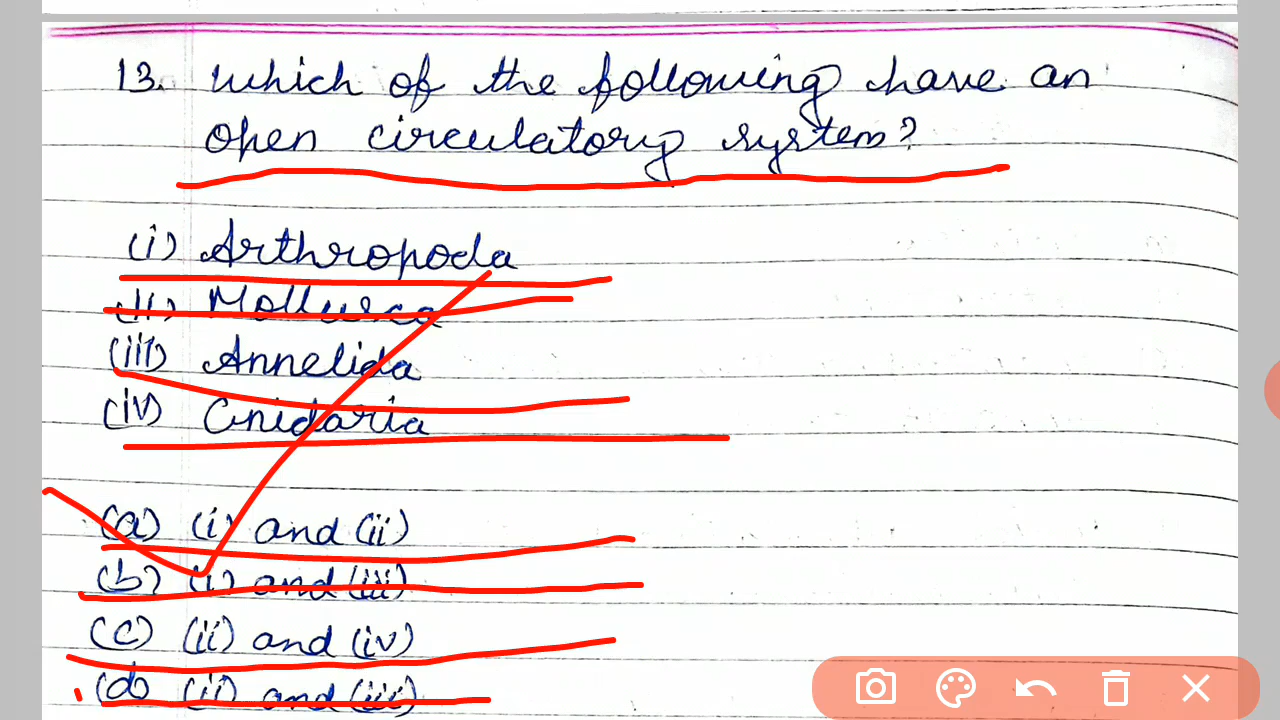 13. Which of the following have an
open circulatory system?
(i) Arthropoda
(ii) Mollusca
(iii) Annelida
(iv) Cnidaria
(a) (i) and (ii)
(b) (i) and (iii)
(c) (ii) and (iv)
(d) (ii) and (iii)